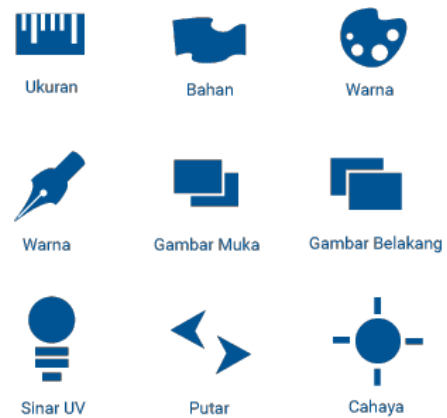 Ukuran
Bahan
Warna
Warna
Gambar Muka
Gambar Belakang
Sinar UV
Putar
Cahaya